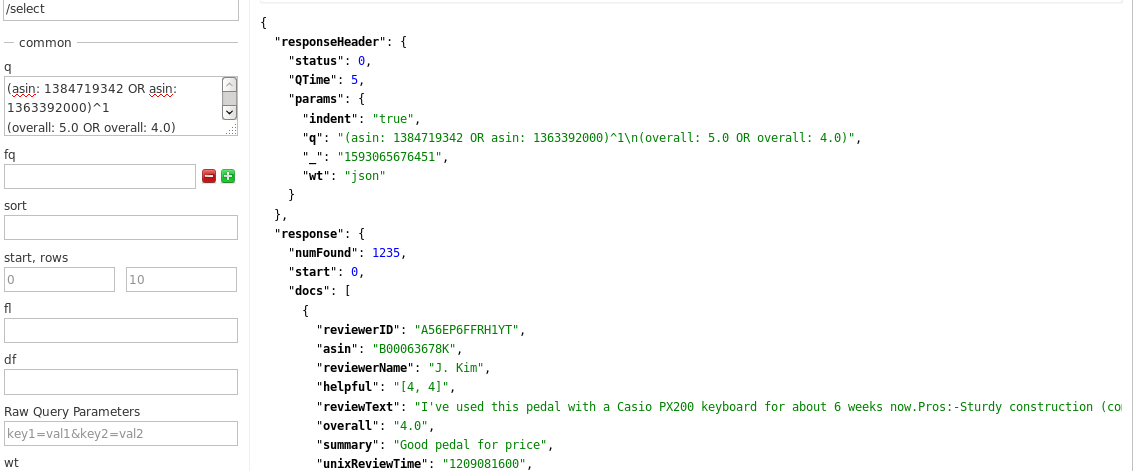 /select
common
q
(asin: 1384719342 OR asin:
1363392000)^1
(overall: 5.0 OR overall: 4.0)
fq
sort
start, rows
0 10
fl
df
Raw Query Parameters
key1=val1&key2=val2
wt
{
"responseHeader": {
"status": 0,
"QTime": 5,
"params": {
"indent": "true",
"q": "(asin: 1384719342 OR asin: 1363392000)^1\n(overall: 5.0 OR overall: 4.0)",
"_": "1593065676451",
"wt": "json"
}
},
"response": {
"numFound": 1235,
"start": 0,
"docs": [
{
"reviewerID": "A56EP6FFRH1YT",
"asin": "B00063678K",
"reviewerName": "J. Kim",
"helpful": "[4, 4]",
"reviewText": "I've used this pedal with a Casio PX200 keyboard for about 6 weeks now.Pros:-Sturdy construction
"overall": "4.0",
"summary": "Good pedal for price",
"unixReviewTime": "1209081600",